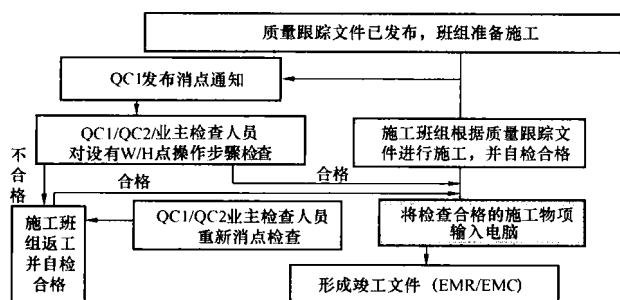 质量跟踪文件已发布，班组准备施工
QC1发布消点通知
QC1/QC2/业主检查人员
对设有W/H点操作步骤检查
施工班组根据质量跟踪文
件进行施工，并自检合格
不合格
合格
合格
施工班
组返工
并自检
合格
QC1/QC2业主检查人员
重新消点检查
将检查合格的施工物项
输入电脑
形成竣工文件（EMR/EMC）